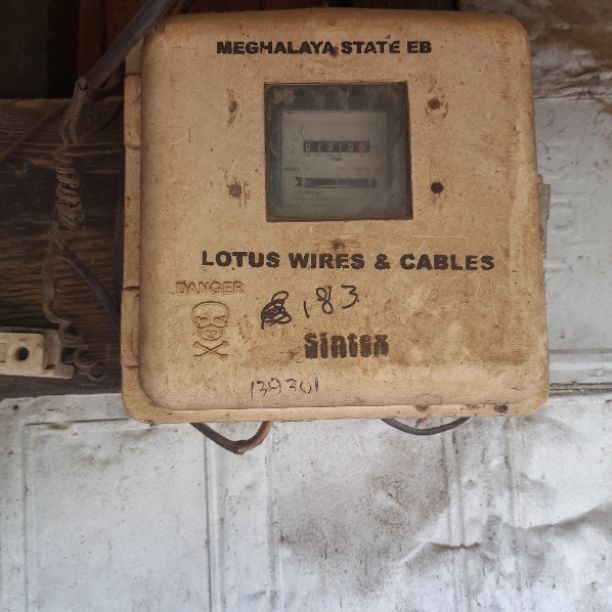 MEGHALAYA STATE EB
LOTUS WIRES & CABLES
DANGER
183
Sintex
139301